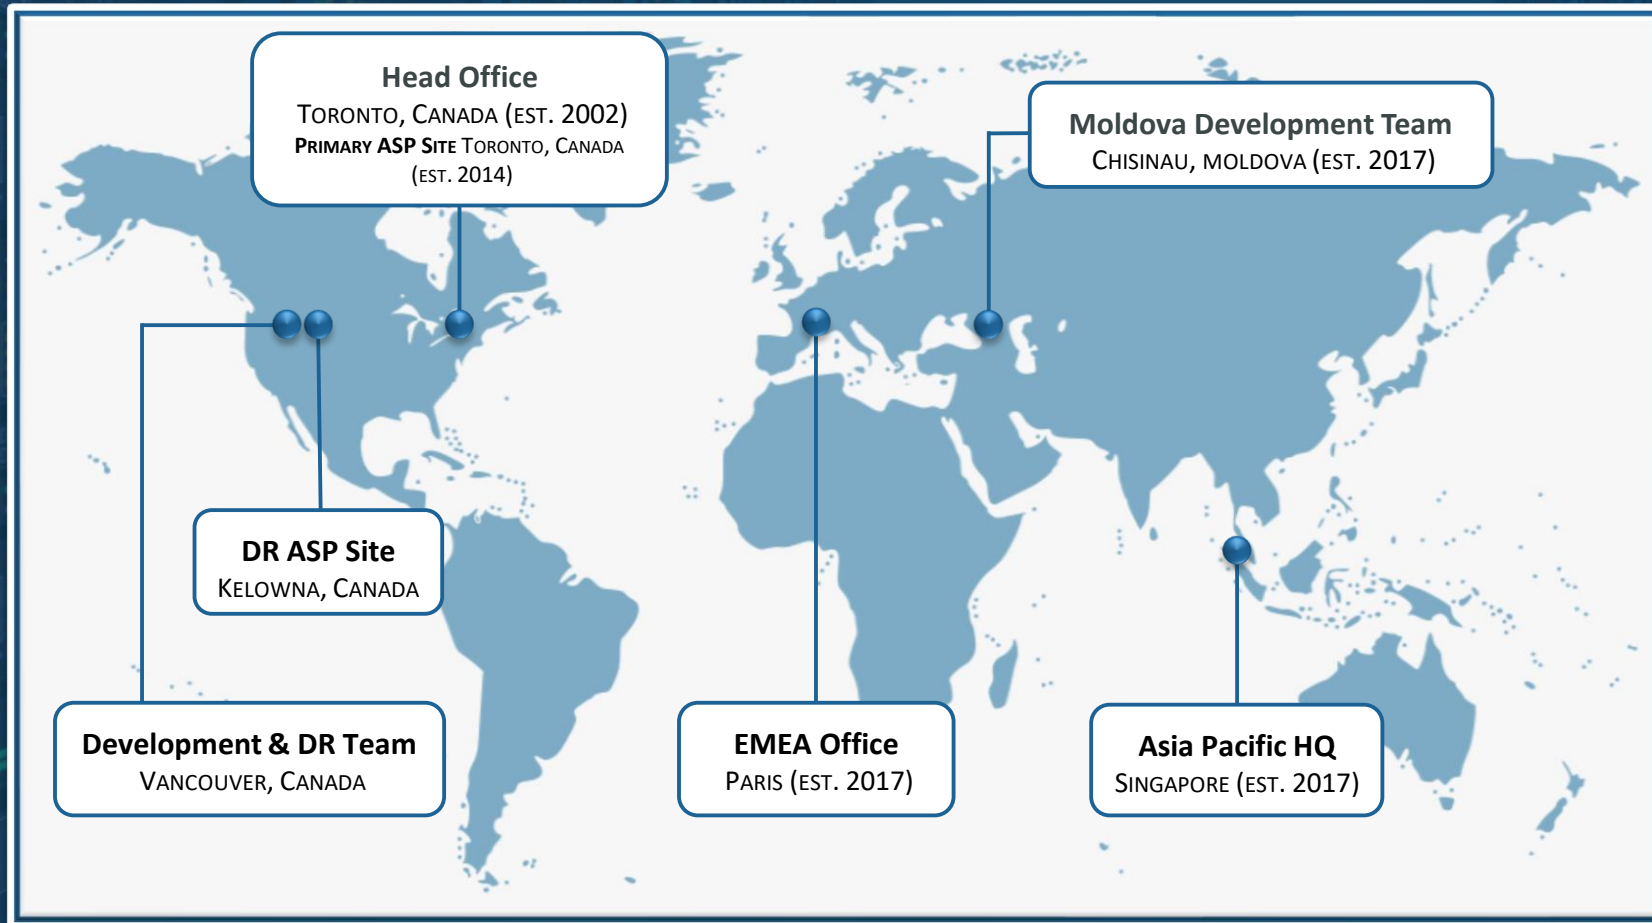 Head Office
TORONTO, CANADA (EST. 2002)
PRIMARY ASP SITE TORONTO, CANADA
(EST. 2014)
Moldova Development Team
CHISINAU, MOLDOVA (EST. 2017)
DR ASP Site
KELOWNA, CANADA
Development & DR Team
VANCOUVER, CANADA
EMEA Office
PARIS (EST. 2017)
Asia Pacific HQ
SINGAPORE (EST. 2017)